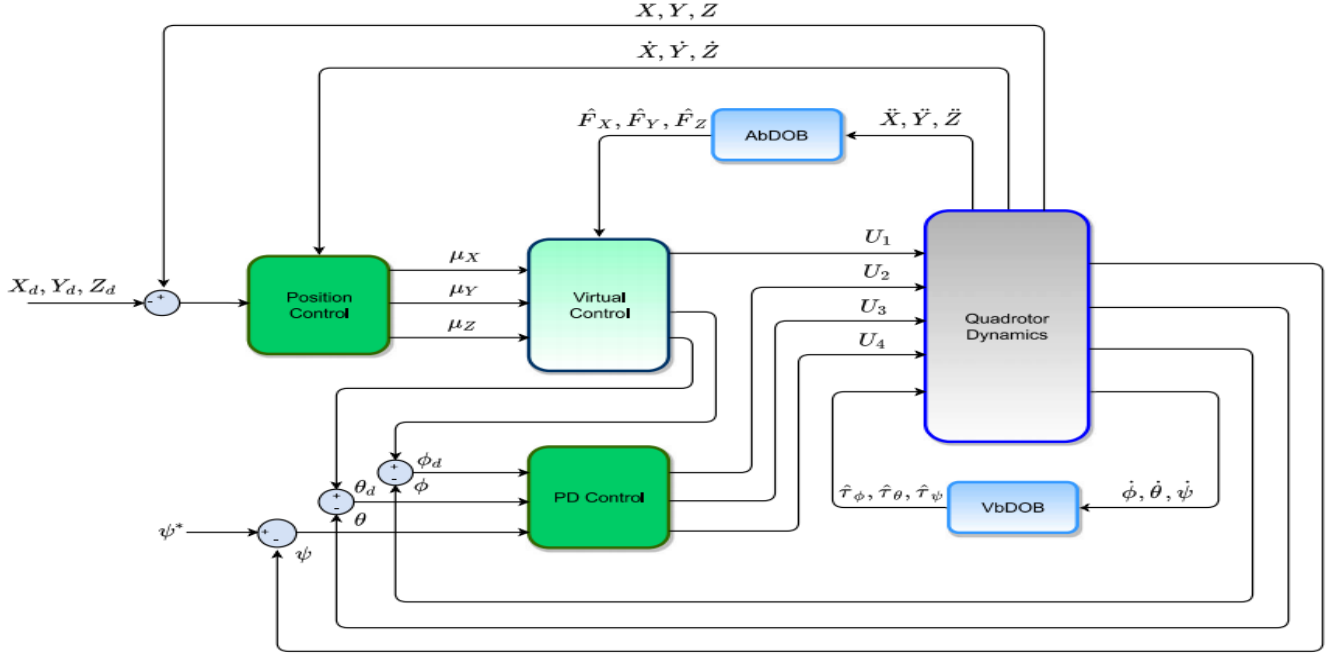 X, Y, Z
Ẋ, Ẏ, Ż
F̂_X, F̂_Y, F̂_Z
AbDOB
Ẍ, Ÿ, Z̈
X_d, Y_d, Z_d
- +
Position
Control
μ_X
μ_Y
μ_Z
Virtual
Control
U_1
U_2
U_3
U_4
Quadrotor
Dynamics
+
-
ϕ_d
ϕ
+
-
θ_d
θ
ψ*
+
-
ψ
PD Control
τ̂_ϕ, τ̂_θ, τ̂_ψ
VbDOB
ϕ̇, θ̇, ψ̇